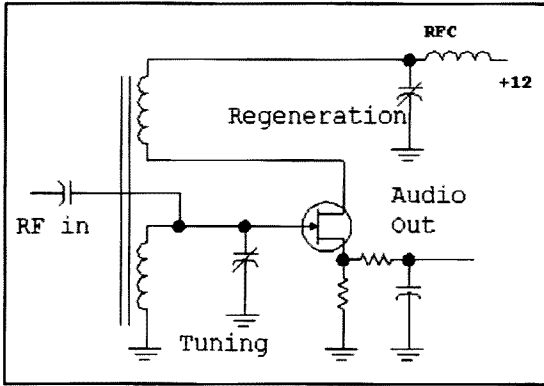 RFC
+12
Regeneration
RF in
Audio
Out
Tuning